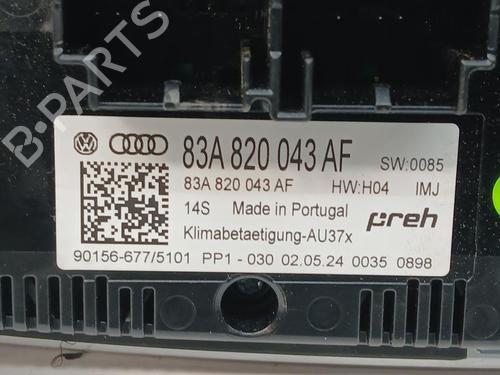 B-PARTS
83A 820 043 AF SW:0085
83A 820 043 AF HW:H04 IMJ
14S Made in Portugal preh
Klimabetaetigung-AU37x
90156-677/5101 PP1 - 030 02.05.24 0035 0898